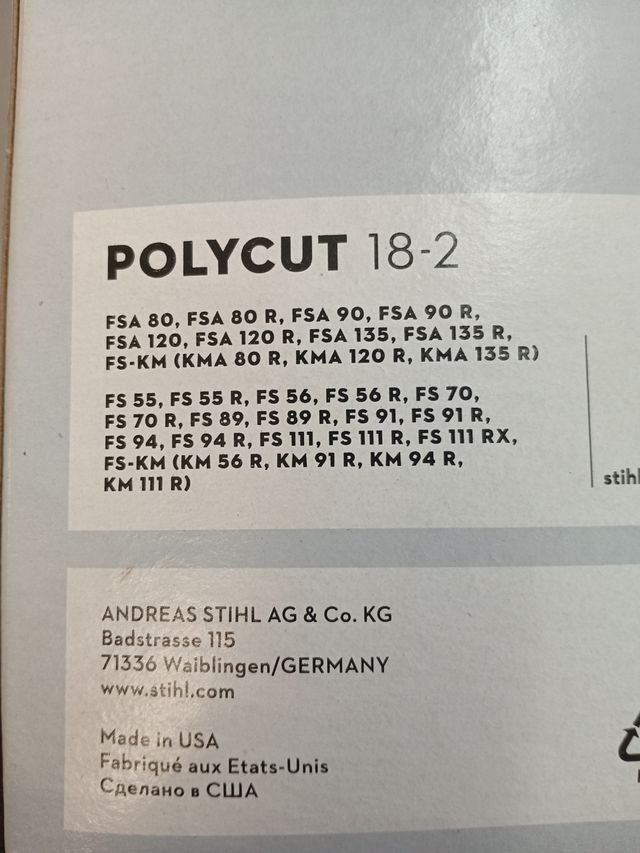 POLYCUT 18-2
FSA 80, FSA 80 R, FSA 90, FSA 90 R,
FSA 120, FSA 120 R, FSA 135, FSA 135 R,
FS-KM (KMA 80 R, KMA 120 R, KMA 135 R)
FS 55, FS 55 R, FS 56, FS 56 R, FS 70,
FS 70 R, FS 89, FS 89 R, FS 91, FS 91 R,
FS 94, FS 94 R, FS 111, FS 111 R, FS 111 RX,
FS-KM (KM 56 R, KM 91 R, KM 94 R,
KM 111 R)
ANDREAS STIHL AG & Co. KG
Badstrasse 115
71336 Waiblingen/GERMANY
www.stihl.com
Made in USA
Fabriqué aux Etats-Unis
Сделано в США